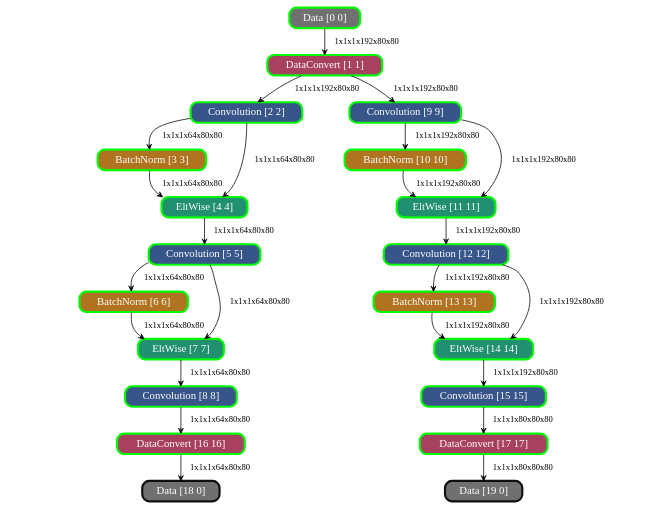 Data [0 0]
1x1x1x192x80x80
DataConvert [1 1]
1x1x1x192x80x80
1x1x1x192x80x80
Convolution [2 2]
Convolution [9 9]
1x1x1x64x80x80
1x1x1x192x80x80
BatchNorm [3 3]
1x1x1x64x80x80
BatchNorm [10 10]
1x1x1x192x80x80
1x1x1x64x80x80
1x1x1x192x80x80
EltWise [4 4]
EltWise [11 11]
1x1x1x64x80x80
1x1x1x192x80x80
Convolution [5 5]
Convolution [12 12]
1x1x1x64x80x80
1x1x1x192x80x80
BatchNorm [6 6]
1x1x1x64x80x80
BatchNorm [13 13]
1x1x1x192x80x80
1x1x1x64x80x80
1x1x1x192x80x80
EltWise [7 7]
EltWise [14 14]
1x1x1x64x80x80
1x1x1x192x80x80
Convolution [8 8]
Convolution [15 15]
1x1x1x64x80x80
1x1x1x80x80x80
DataConvert [16 16]
DataConvert [17 17]
1x1x1x64x80x80
1x1x1x80x80x80
Data [18 0]
Data [19 0]